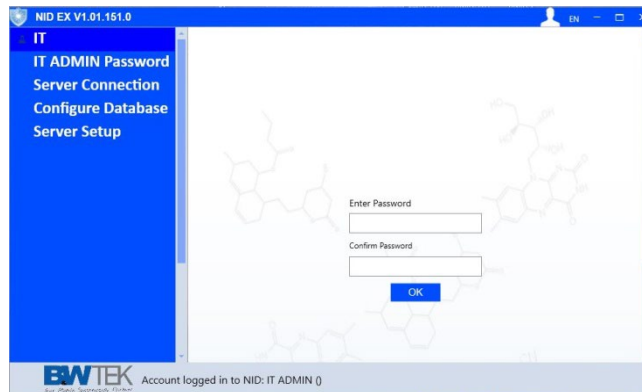 NID EX V1.01.151.0
EN
IT
IT ADMIN Password
Server Connection
Configure Database
Server Setup
Enter Password
Confirm Password
OK
B&WTEK
Account logged in to NID: IT ADMIN ()